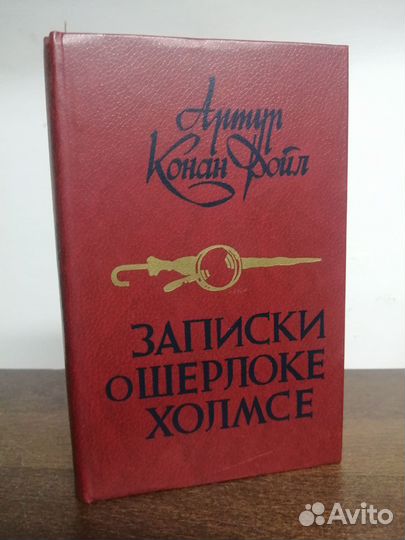 Артур
Конан Дойл
ЗАПИСКИ
О ШЕРЛОКЕ
ХОЛМСЕ
Avito